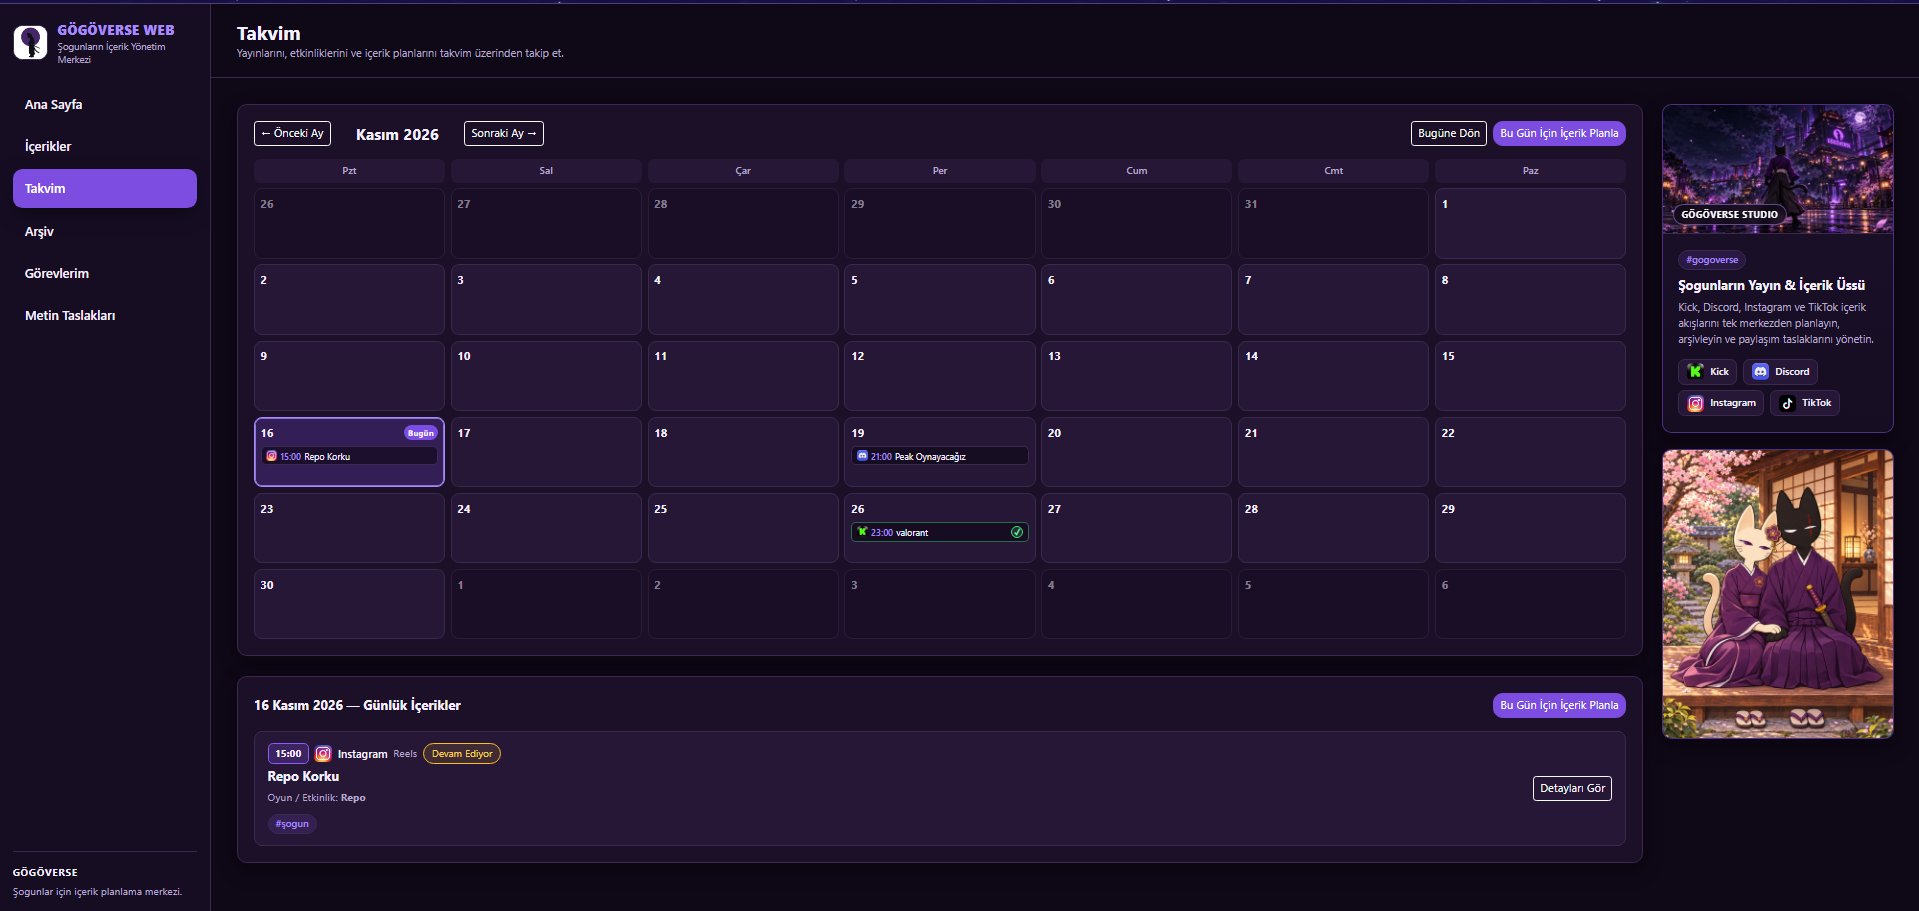 GÖGÖVERSE WEB
Şogunların İçerik Yönetim
Merkezi
Ana Sayfa
İçerikler
Takvim
Arşiv
Görevlerim
Metin Taslakları
GÖGÖVERSE
Şogunlar için içerik planlama merkezi.
Takvim
Yayınlarını, etkinliklerini ve içerik planlarını takvim üzerinden takip et.
← Önceki Ay
Kasım 2026
Sonraki Ay →
Bugüne Dön
Bu Gün İçin İçerik Planla
Pzt Sal Çar Per Cum Cmt Paz
26 27 28 29 30 31 1
2 3 4 5 6 7 8
9 10 11 12 13 14 15
16 Bugün 17 18 19 20 21 22
15:00 Repo Korku
21:00 Peak Oynayacağız
23 24 25 26 27 28 29
23:00 valorant
30 1 2 3 4 5 6
16 Kasım 2026 — Günlük İçerikler
Bu Gün İçin İçerik Planla
15:00 Instagram Reels Devam Ediyor
Repo Korku
Oyun / Etkinlik: Repo
#şogun
Detayları Gör
GÖGÖVERSE STUDIO
#gogoverse
Şogunların Yayın & İçerik Üssü
Kick, Discord, Instagram ve TikTok içerik
akışlarını tek merkezden planlayın,
arşivleyin ve paylaşım taslaklarını yönetin.
Kick
Discord
Instagram
TikTok